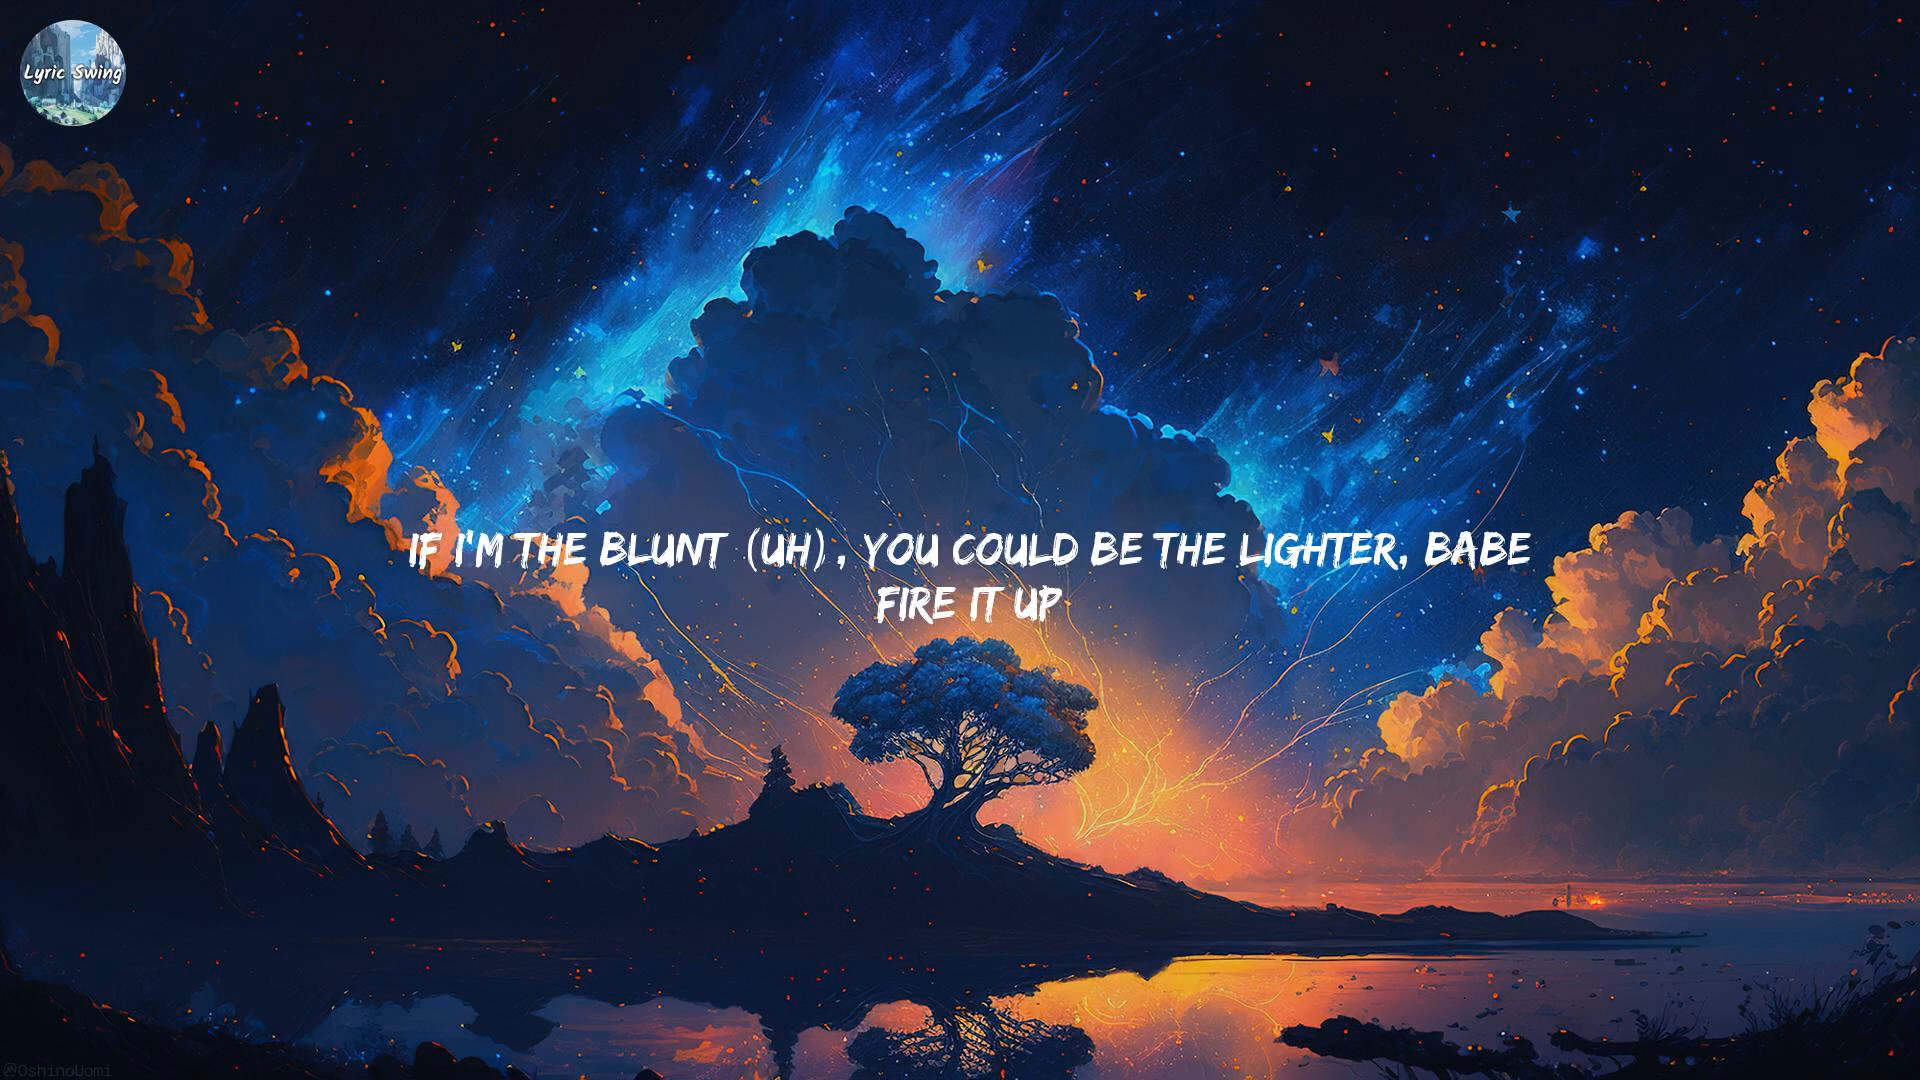 Lyric Swing
IF I'M THE BLUNT (UH), YOU COULD BE THE LIGHTER, BABE
FIRE IT UP
@OshinoUomi